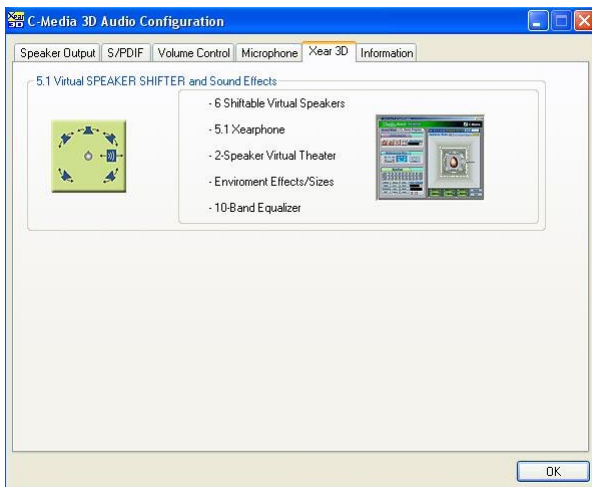 Xear 3D C-Media 3D Audio Configuration
Speaker Output S/PDIF Volume Control Microphone Xear 3D Information
5.1 Virtual SPEAKER SHIFTER and Sound Effects
- 6 Shiftable Virtual Speakers
- 5.1 Xearphone
- 2-Speaker Virtual Theater
- Enviroment Effects/Sizes
- 10-Band Equalizer
OK